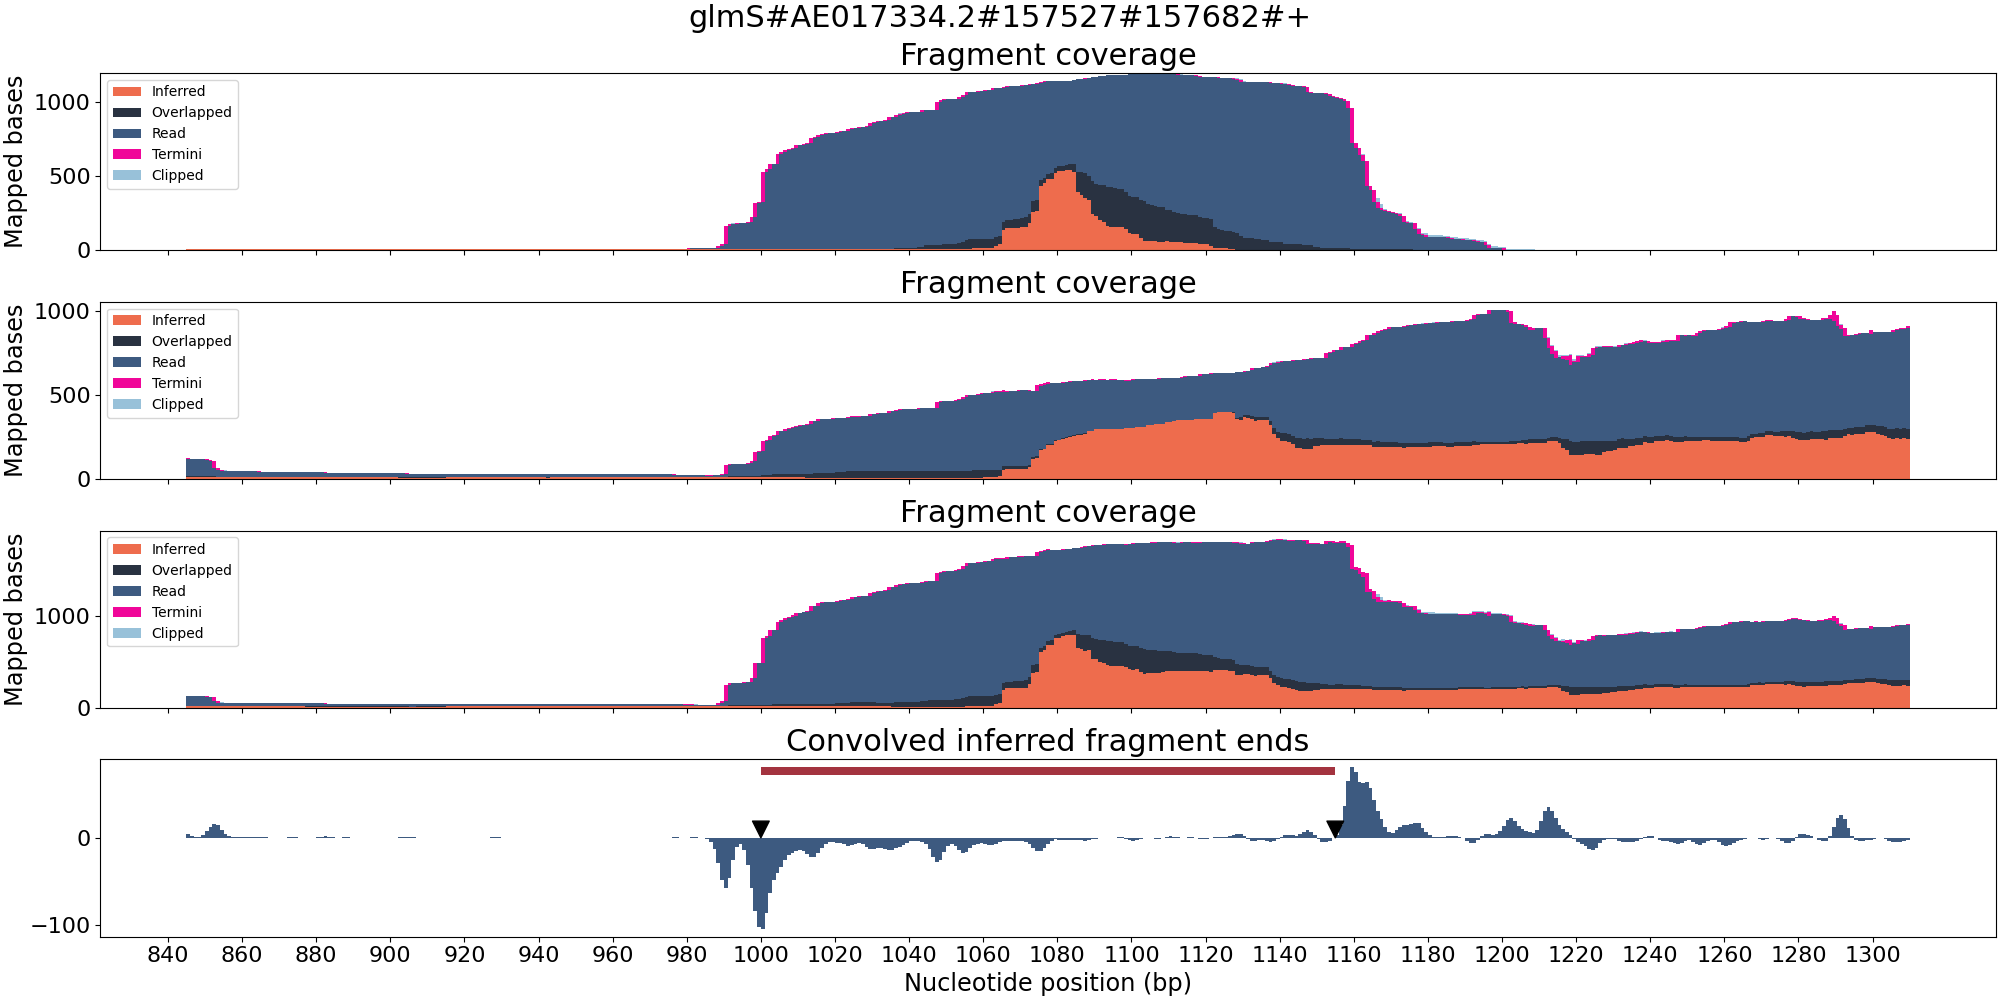 glmS#AE017334.2#157527#157682#+
Fragment coverage
Mapped bases
1000
500
0
Inferred
Overlapped
Read
Termini
Clipped
Fragment coverage
Mapped bases
1000
500
0
Inferred
Overlapped
Read
Termini
Clipped
Fragment coverage
Mapped bases
1000
0
Inferred
Overlapped
Read
Termini
Clipped
Convolved inferred fragment ends
0
−100
840 860 880 900 920 940 960 980 1000 1020 1040 1060 1080 1100 1120 1140 1160 1180 1200 1220 1240 1260 1280 1300
Nucleotide position (bp)